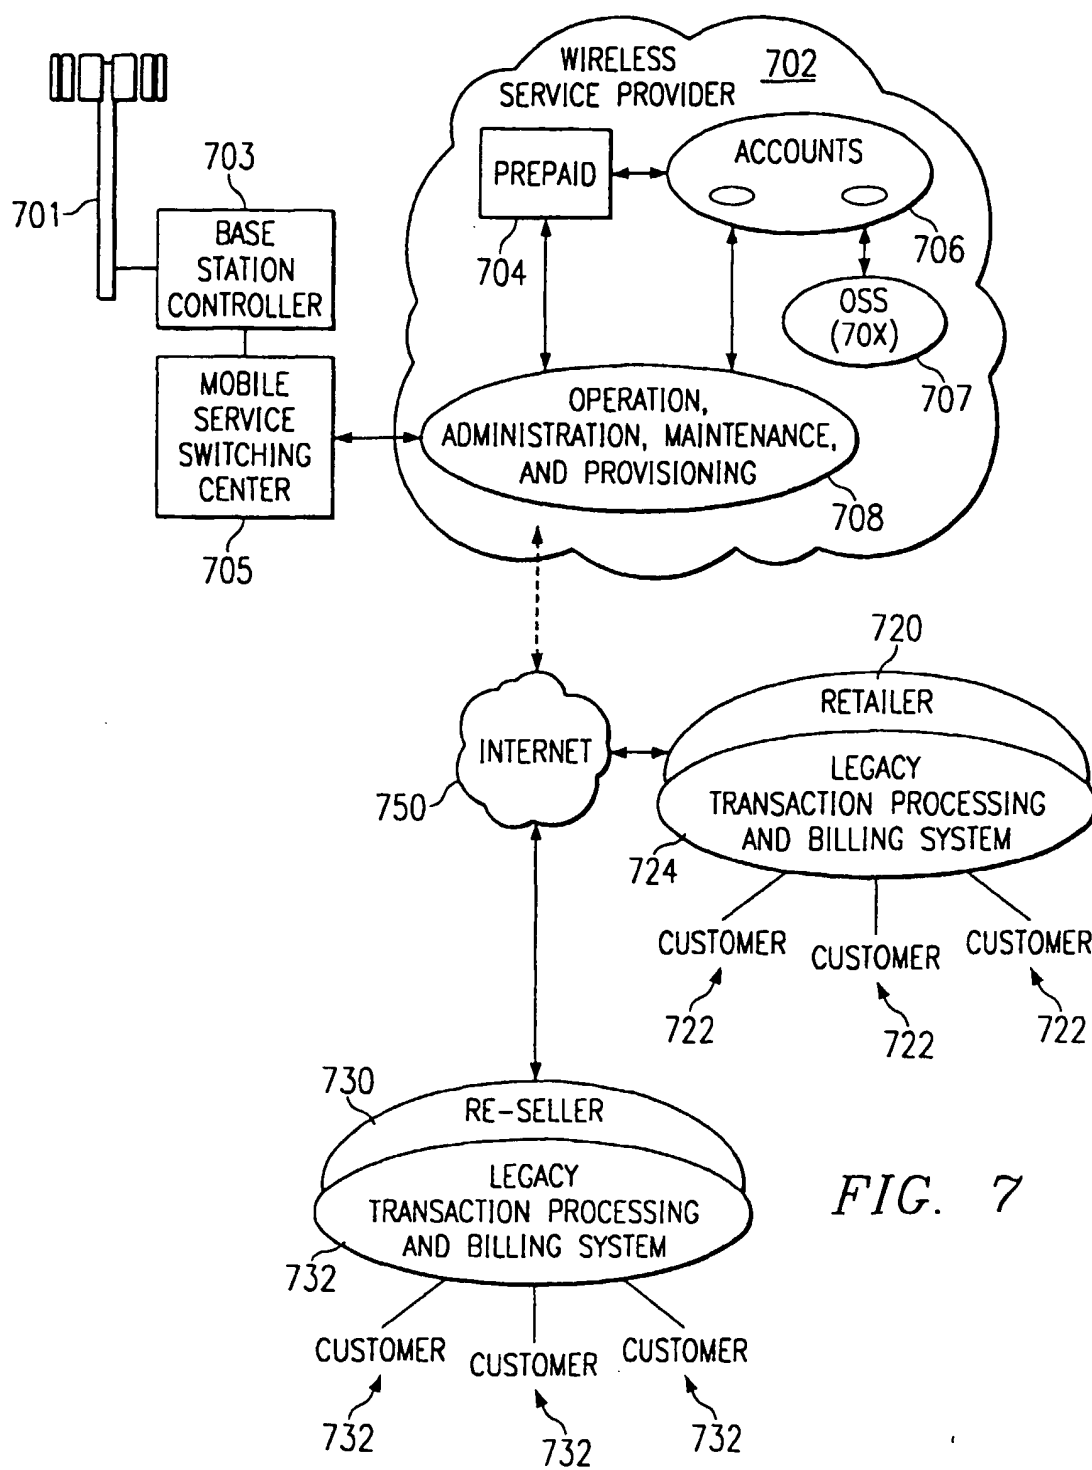 WIRELESS
SERVICE PROVIDER
702
PREPAID
ACCOUNTS
703
701
BASE
STATION
CONTROLLER
704
706
OSS
(70X)
707
MOBILE
SERVICE
SWITCHING
CENTER
OPERATION,
ADMINISTRATION, MAINTENANCE,
AND PROVISIONING
708
705
720
RETAILER
INTERNET
750
LEGACY
TRANSACTION PROCESSING
AND BILLING SYSTEM
724
CUSTOMER
CUSTOMER
CUSTOMER
722
722
722
730
RE-SELLER
LEGACY
TRANSACTION PROCESSING
AND BILLING SYSTEM
732
FIG. 7
CUSTOMER
CUSTOMER
CUSTOMER
732
732
732